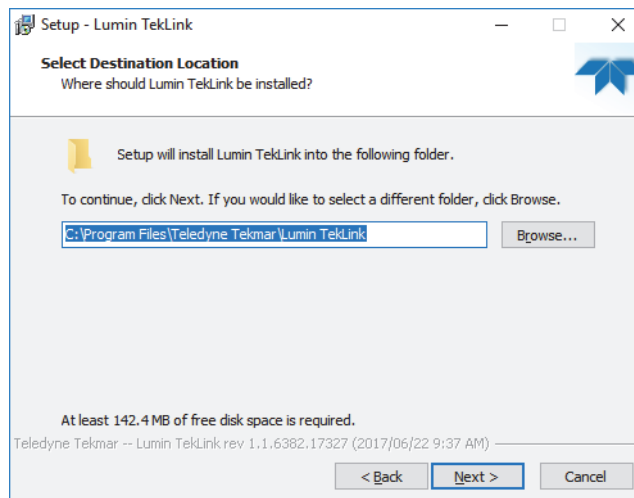 Setup - Lumin TekLink
Select Destination Location
Where should Lumin TekLink be installed?
Setup will install Lumin TekLink into the following folder.
To continue, click Next. If you would like to select a different folder, click Browse.
C:\Program Files\Teledyne Tekmar\Lumin TekLink
Browse...
At least 142.4 MB of free disk space is required.
Teledyne Tekmar -- Lumin TekLink rev 1.1.6382.17327 (2017/06/22 9:37 AM)
< Back
Next >
Cancel